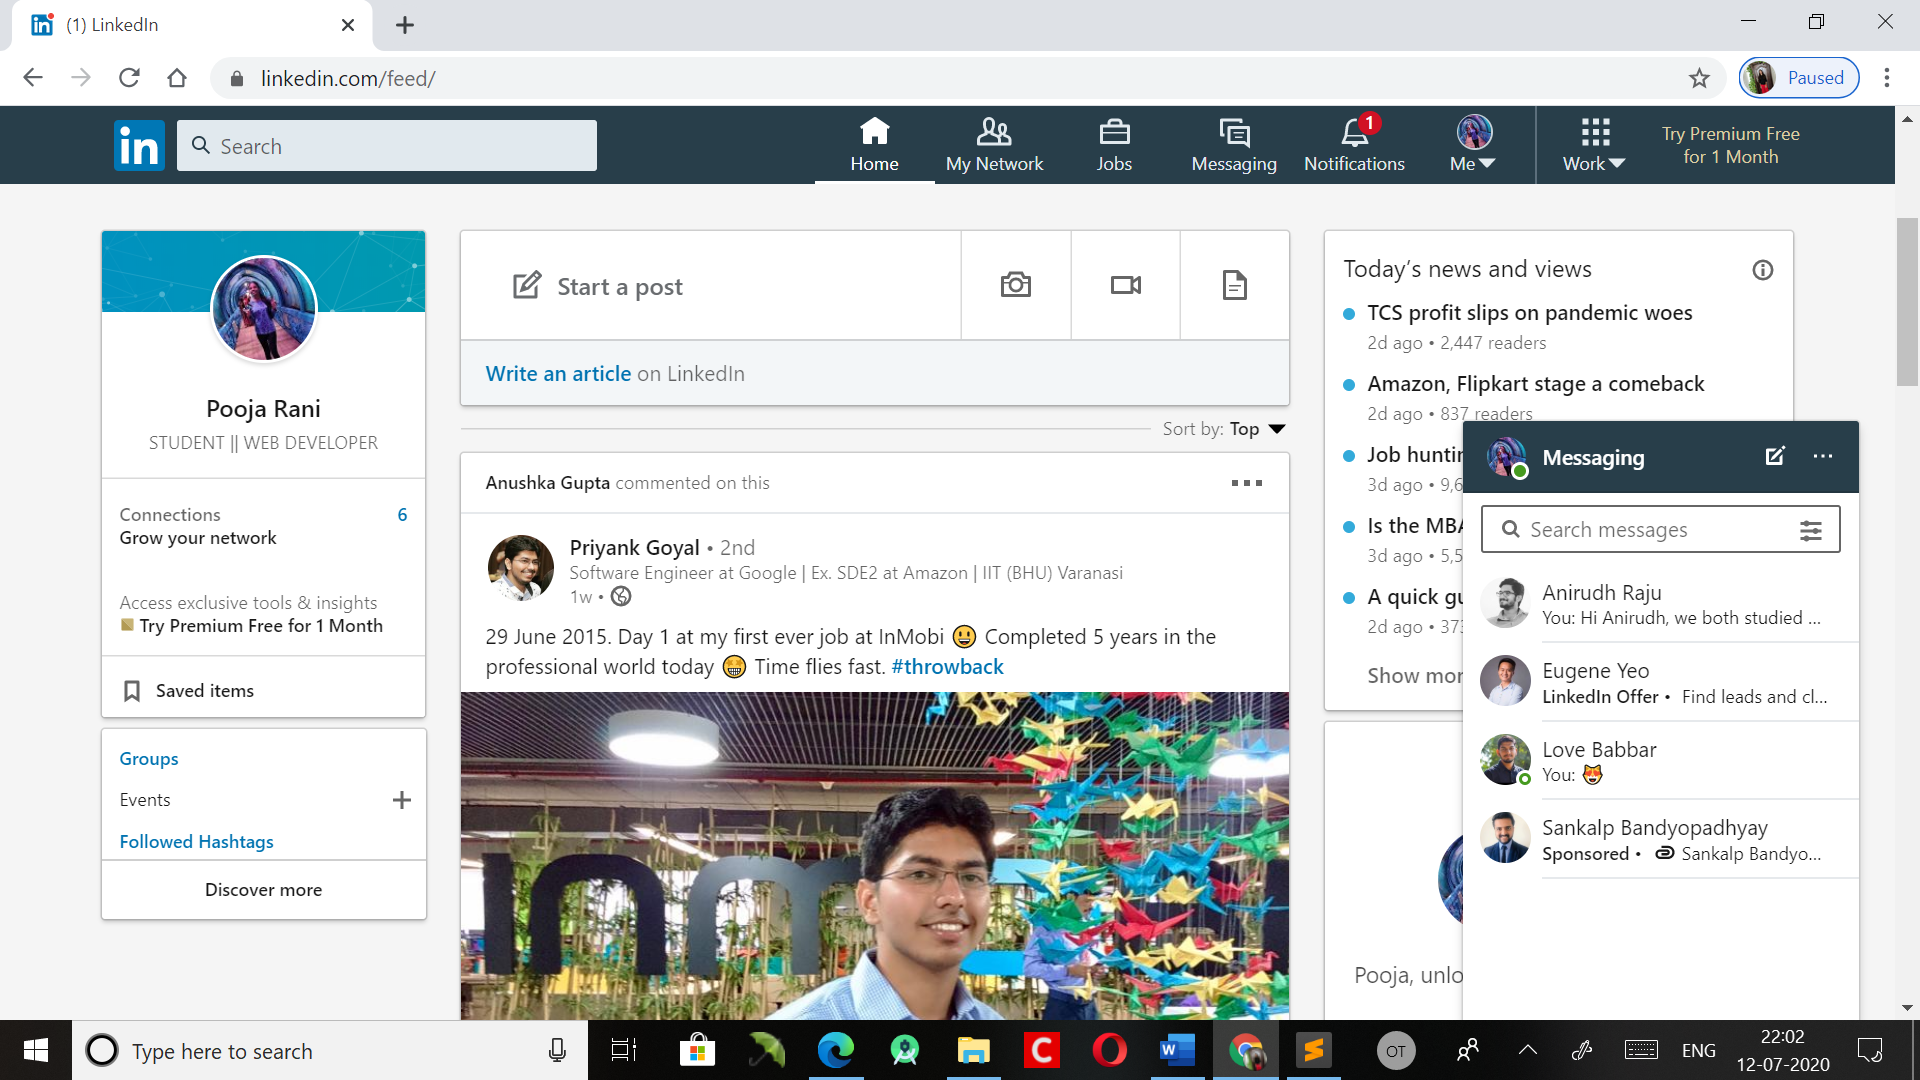 (1) LinkedIn
linkedin.com/feed/
Paused
in
Search
Home
My Network
Jobs
Messaging
1
Notifications
Me
Work
Try Premium Free
for 1 Month
Pooja Rani
STUDENT || WEB DEVELOPER
Connections 6
Grow your network
Access exclusive tools & insights
Try Premium Free for 1 Month
Saved items
Groups
Events
Followed Hashtags
Discover more
Start a post
Write an article on LinkedIn
Sort by: Top
Anushka Gupta commented on this
Priyank Goyal • 2nd
Software Engineer at Google | Ex. SDE2 at Amazon | IIT (BHU) Varanasi
1w •
29 June 2015. Day 1 at my first ever job at InMobi 😃 Completed 5 years in the
professional world today 🤩 Time flies fast. #throwback
inm
Today's news and views
TCS profit slips on pandemic woes
2d ago • 2,447 readers
Amazon, Flipkart stage a comeback
2d ago • 837 readers
Job huntin
3d ago • 9,6
Is the MBA
3d ago • 5,5
A quick gu
2d ago • 373
Show mor
Pooja, unlo
Messaging
Search messages
Anirudh Raju
You: Hi Anirudh, we both studied ...
Eugene Yeo
LinkedIn Offer • Find leads and cl...
Love Babbar
You: 😻
Sankalp Bandyopadhyay
Sponsored • Sankalp Bandyo...
Type here to search
C
W
S
OT
ENG
22:02
12-07-2020